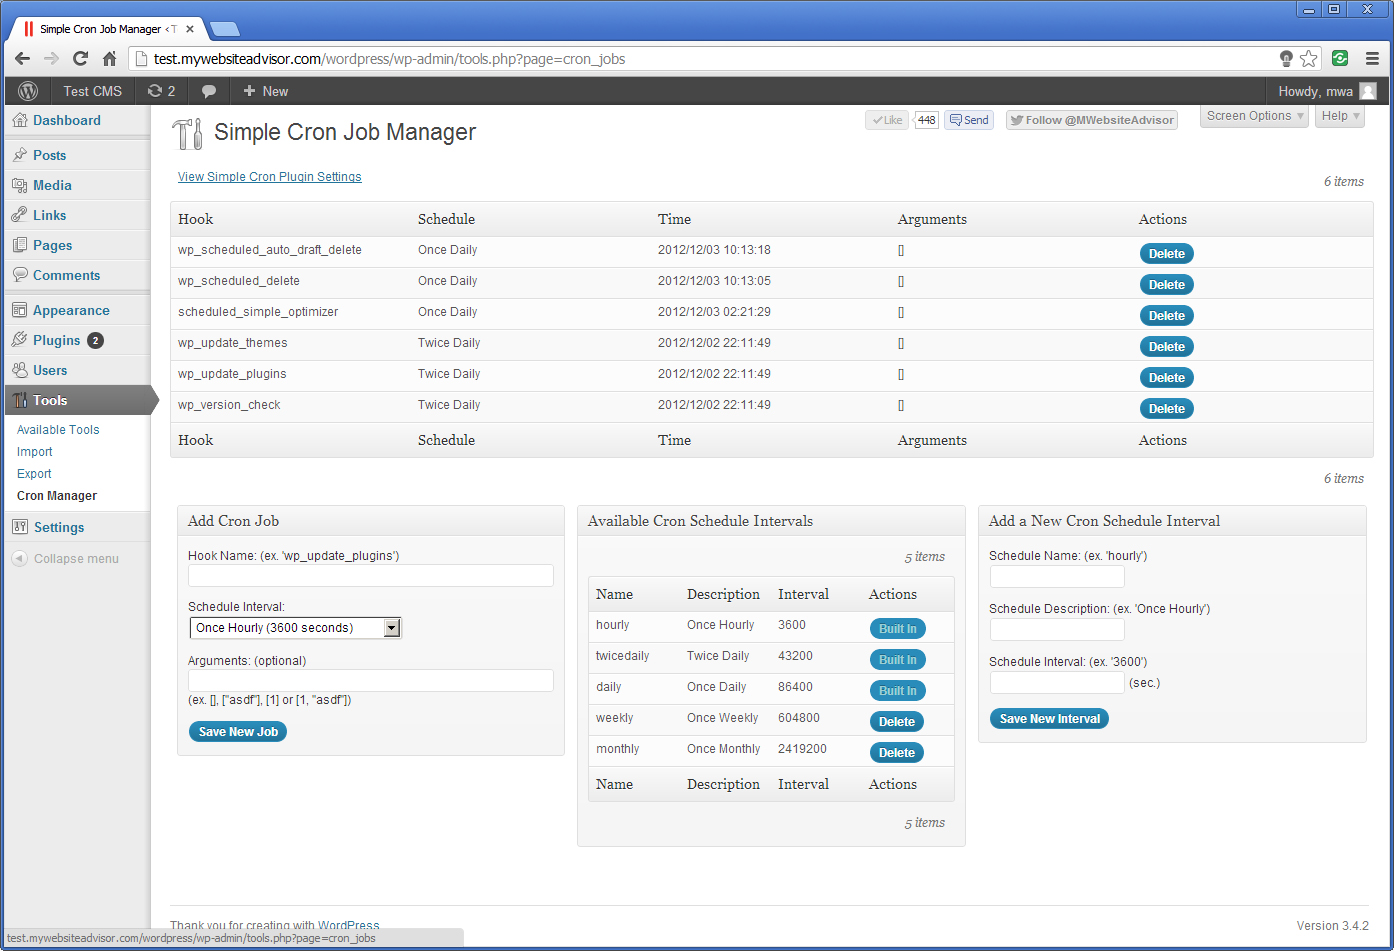 Simple Cron Job Manager ‹ T
test.mywebsiteadvisor.com/wordpress/wp-admin/tools.php?page=cron_jobs
Test CMS 2 + New Howdy, mwa
Dashboard
Posts
Media
Links
Pages
Comments
Appearance
Plugins 2
Users
Tools
Available Tools
Import
Export
Cron Manager
Settings
Collapse menu
Simple Cron Job Manager
Like 448 Send Follow @MWebsiteAdvisor Screen Options Help
View Simple Cron Plugin Settings
6 items
Hook Schedule Time Arguments Actions
wp_scheduled_auto_draft_delete Once Daily 2012/12/03 10:13:18 [] Delete
wp_scheduled_delete Once Daily 2012/12/03 10:13:05 [] Delete
scheduled_simple_optimizer Once Daily 2012/12/03 02:21:29 [] Delete
wp_update_themes Twice Daily 2012/12/02 22:11:49 [] Delete
wp_update_plugins Twice Daily 2012/12/02 22:11:49 [] Delete
wp_version_check Twice Daily 2012/12/02 22:11:49 [] Delete
Hook Schedule Time Arguments Actions
6 items
Add Cron Job
Hook Name: (ex. 'wp_update_plugins')
Schedule Interval:
Once Hourly (3600 seconds)
Arguments: (optional)
(ex. [], ["asdf"], [1] or [1, "asdf"])
Save New Job
Available Cron Schedule Intervals
5 items
Name Description Interval Actions
hourly Once Hourly 3600 Built In
twicedaily Twice Daily 43200 Built In
daily Once Daily 86400 Built In
weekly Once Weekly 604800 Delete
monthly Once Monthly 2419200 Delete
Name Description Interval Actions
5 items
Add a New Cron Schedule Interval
Schedule Name: (ex. 'hourly')
Schedule Description: (ex. 'Once Hourly')
Schedule Interval: (ex. '3600')
(sec.)
Save New Interval
Thank you for creating with WordPress
Version 3.4.2
test.mywebsiteadvisor.com/wordpress/wp-admin/tools.php?page=cron_jobs